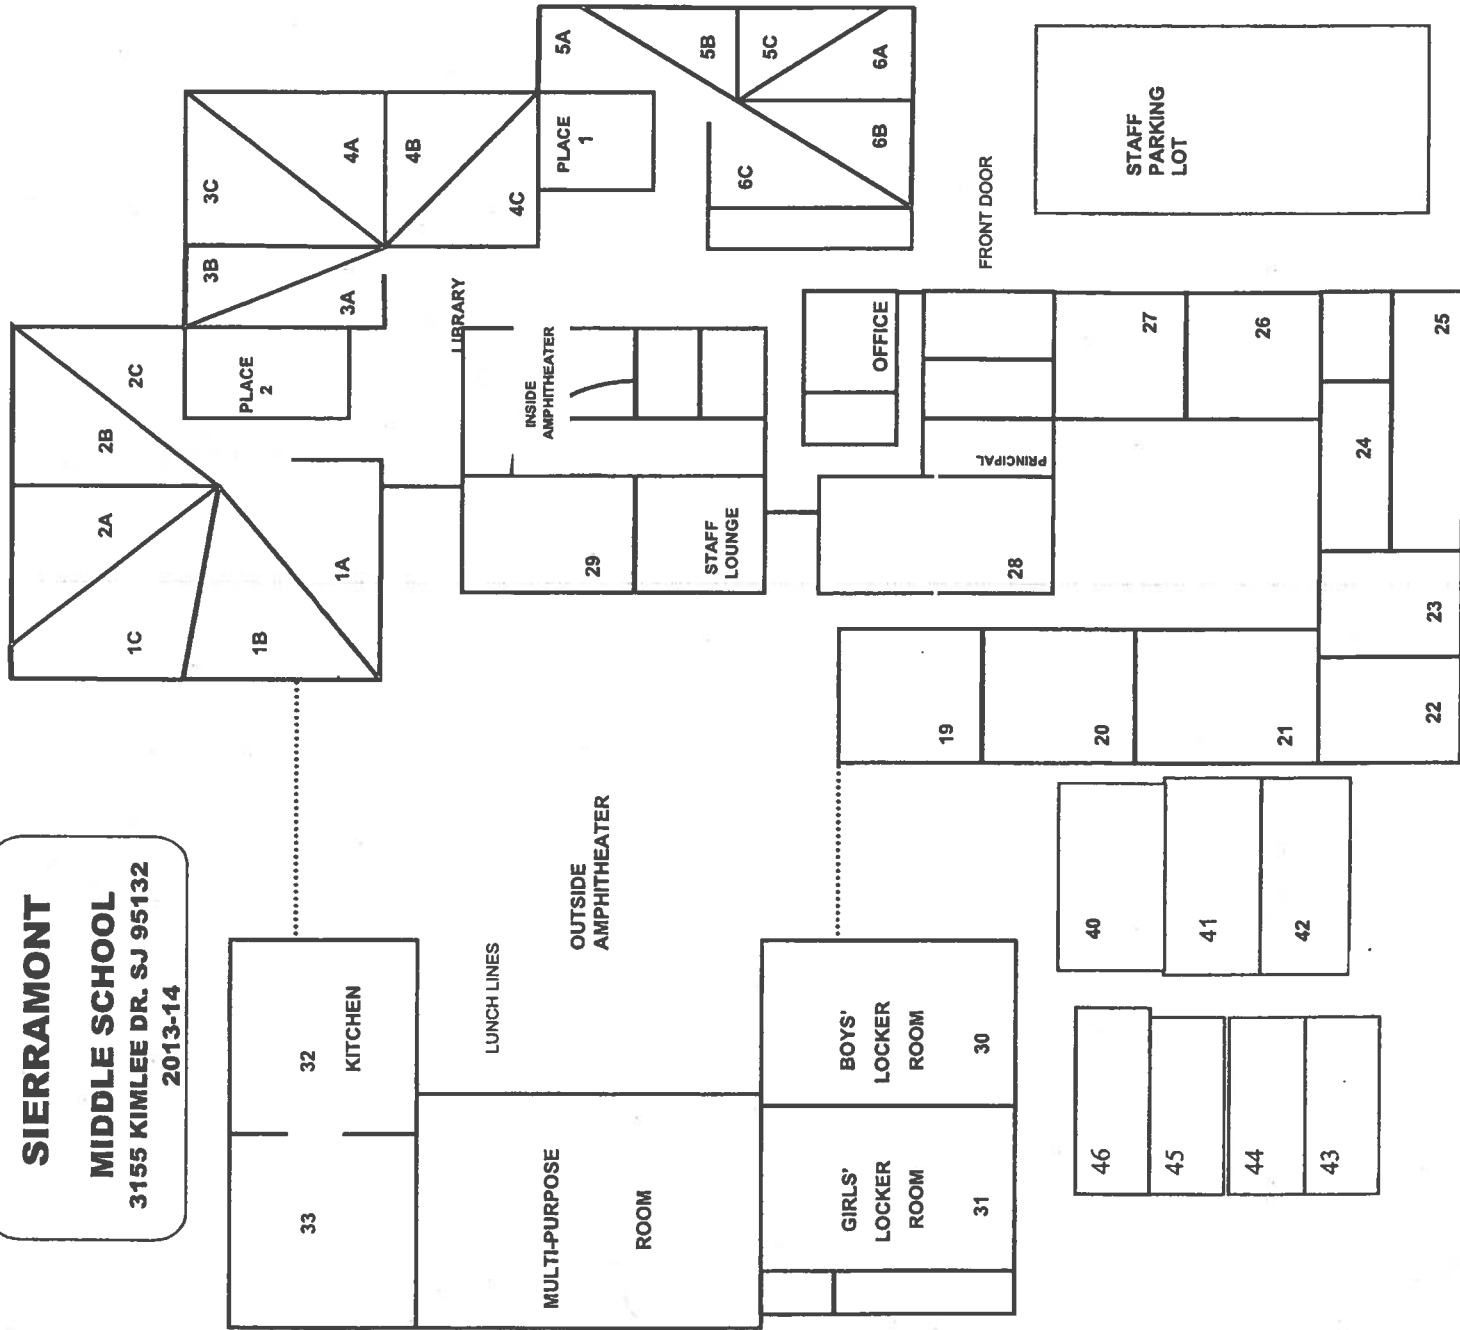 SIERRAMONT
MIDDLE SCHOOL
3155 KIMLEE DR. SJ 95132
2013-14
33
32
KITCHEN
MULTI-PURPOSE
ROOM
LUNCH LINES
OUTSIDE
AMPHITHEATER
GIRLS'
LOCKER
ROOM
31
BOYS'
LOCKER
ROOM
30
46
45
44
43
40
41
42
1C
1B
1A
2A
2B
2C
PLACE
2
3B
3A
3C
4A
4B
4C
LIBRARY
INSIDE
AMPHITHEATER
29
STAFF
LOUNGE
PLACE
1
5A
5B
5C
6A
6B
6C
OFFICE
FRONT DOOR
PRINCIPAL
28
27
26
25
24
23
22
21
20
19
STAFF
PARKING
LOT